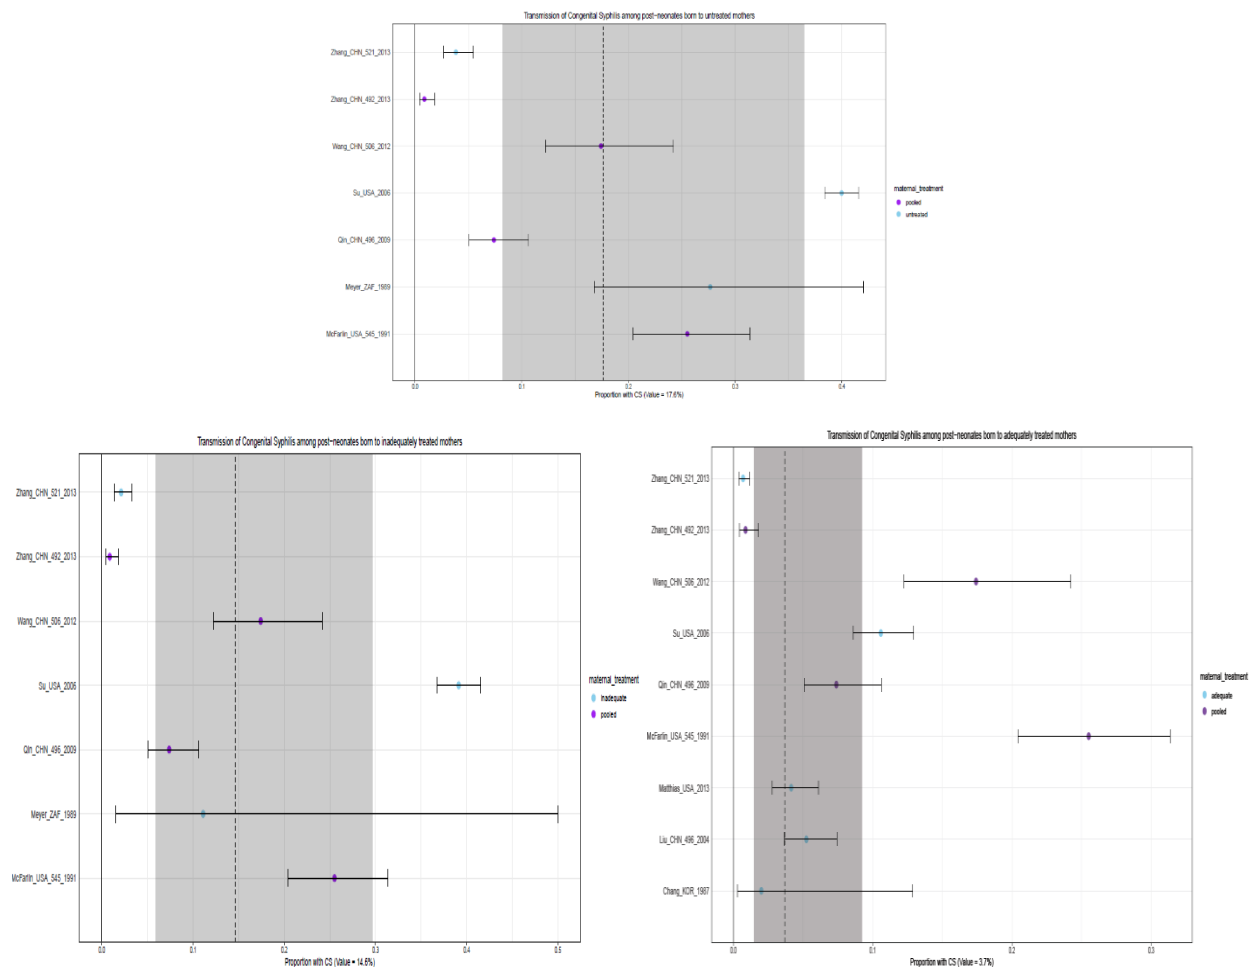 Transmission of Congenital Syphilis among post-neonates born to untreated mothers
Zhang_CHN_521_2013
Zhang_CHN_492_2013
Wang_CHN_506_2012
Su_USA_2006
Qin_CHN_496_2009
Meyer_ZAF_1989
McFarlin_USA_545_1991
0.0 0.1 0.2 0.3 0.4
Proportion with CS (Value = 17.6%)
maternal_treatment
pooled
untreated
Transmission of Congenital Syphilis among post-neonates born to inadequately treated mothers
Zhang_CHN_521_2013
Zhang_CHN_492_2013
Wang_CHN_506_2012
Su_USA_2006
Qin_CHN_496_2009
Meyer_ZAF_1989
McFarlin_USA_545_1991
0.0 0.1 0.2 0.3 0.4 0.5
Proportion with CS (Value = 14.6%)
maternal_treatment
inadequate
pooled
Transmission of Congenital Syphilis among post-neonates born to adequately treated mothers
Zhang_CHN_521_2013
Zhang_CHN_492_2013
Wang_CHN_506_2012
Su_USA_2006
Qin_CHN_496_2009
McFarlin_USA_545_1991
Matthias_USA_2013
Liu_CHN_496_2004
Chang_KOR_1987
0.0 0.1 0.2 0.3
Proportion with CS (Value = 3.7%)
maternal_treatment
adequate
pooled